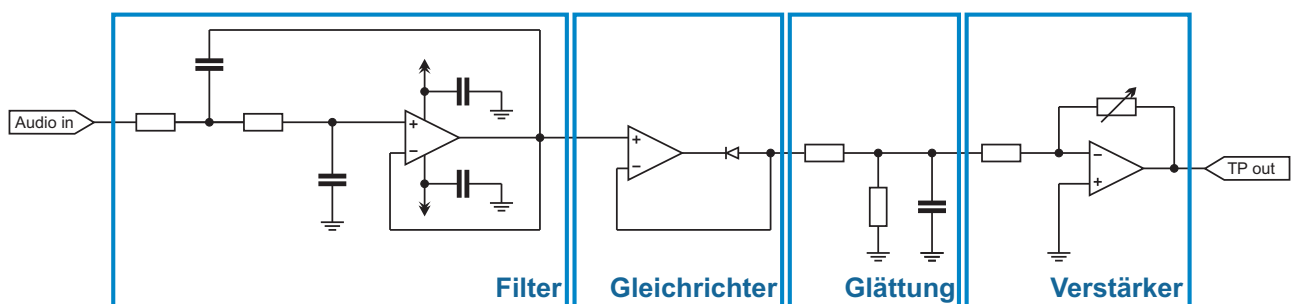 Audio in
+
−
+
−
−
+
TP out
Filter
Gleichrichter
Glättung
Verstärker